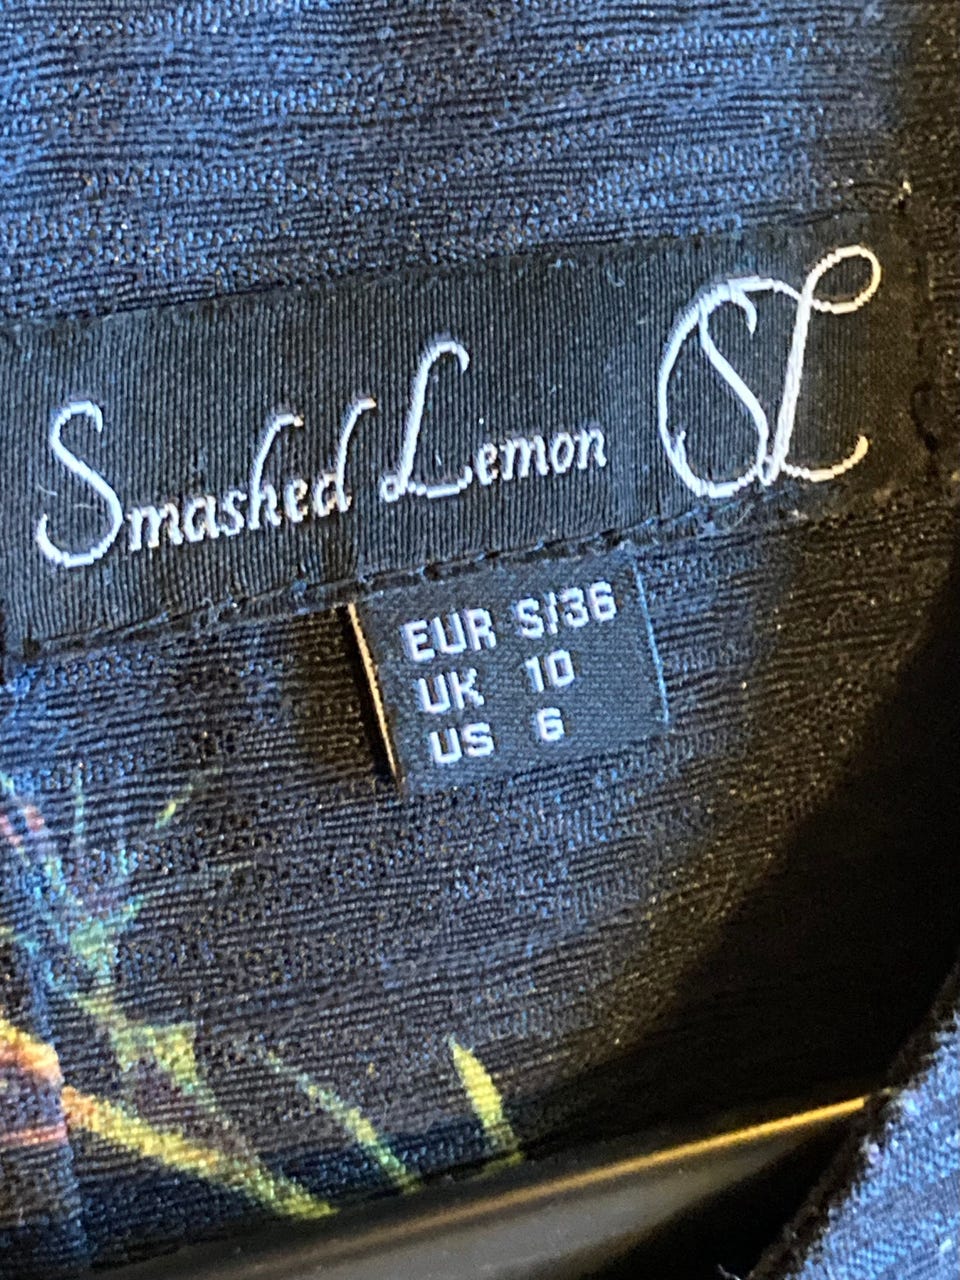 Smashed Lemon SL
EUR S/36
UK 10
US 6